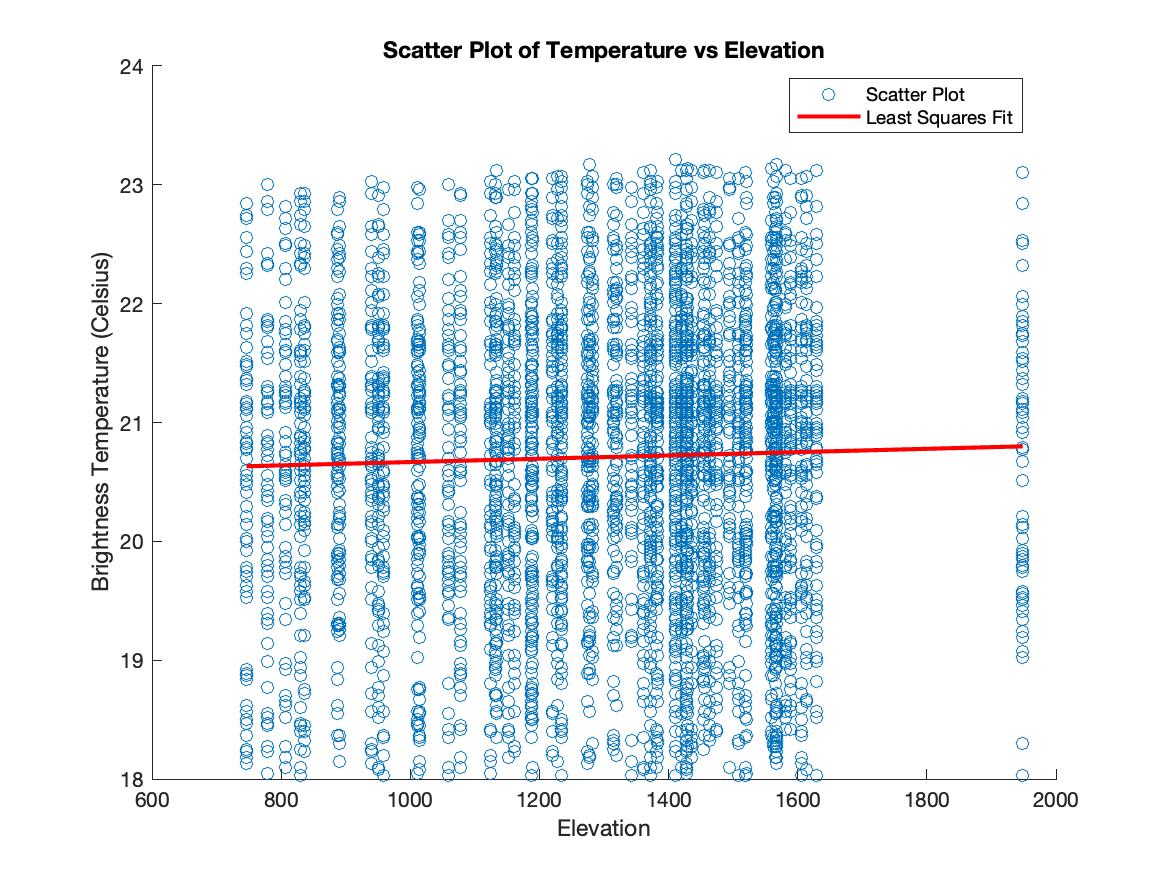 Scatter Plot of Temperature vs Elevation
Scatter Plot
Least Squares Fit
Brightness Temperature (Celsius)
24
23
22
21
20
19
18
600 800 1000 1200 1400 1600 1800 2000
Elevation